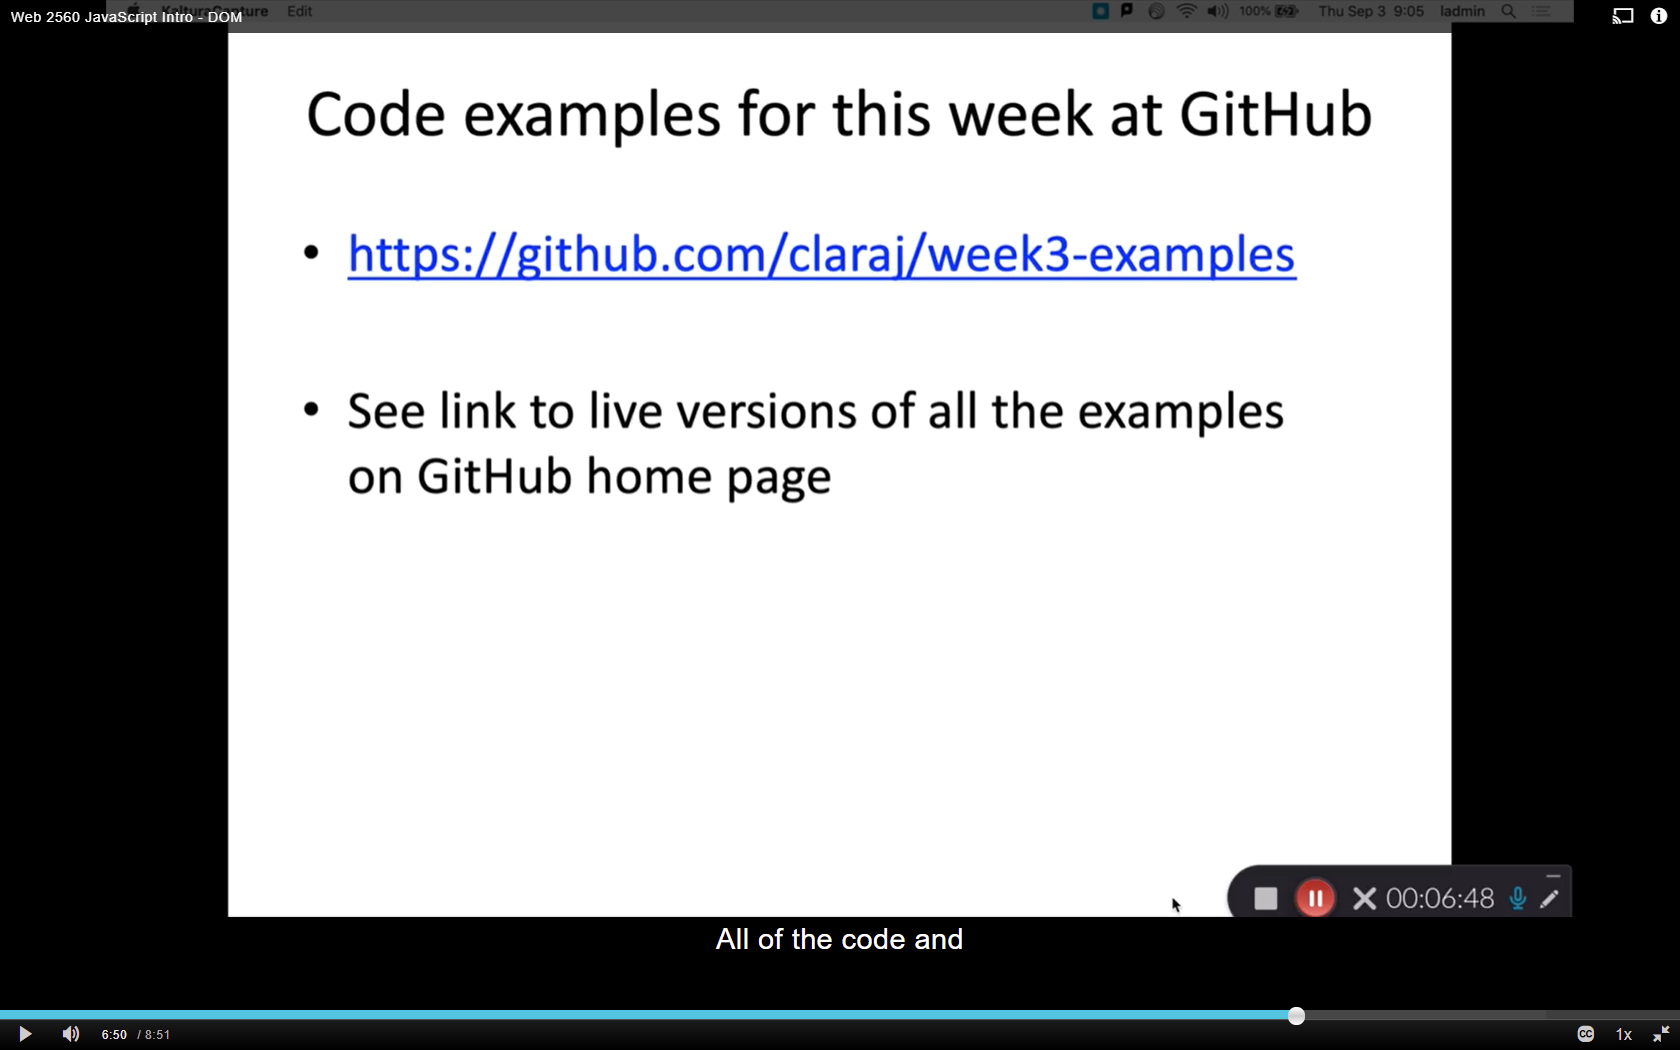 Web 2560 JavaScript Intro - DOM
KalturaCapture Edit
100% Thu Sep 3 9:05 ladmin
Code examples for this week at GitHub
• https://github.com/claraj/week3-examples
• See link to live versions of all the examples
on GitHub home page
00:06:48
All of the code and
6:50 / 8:51
CC 1x